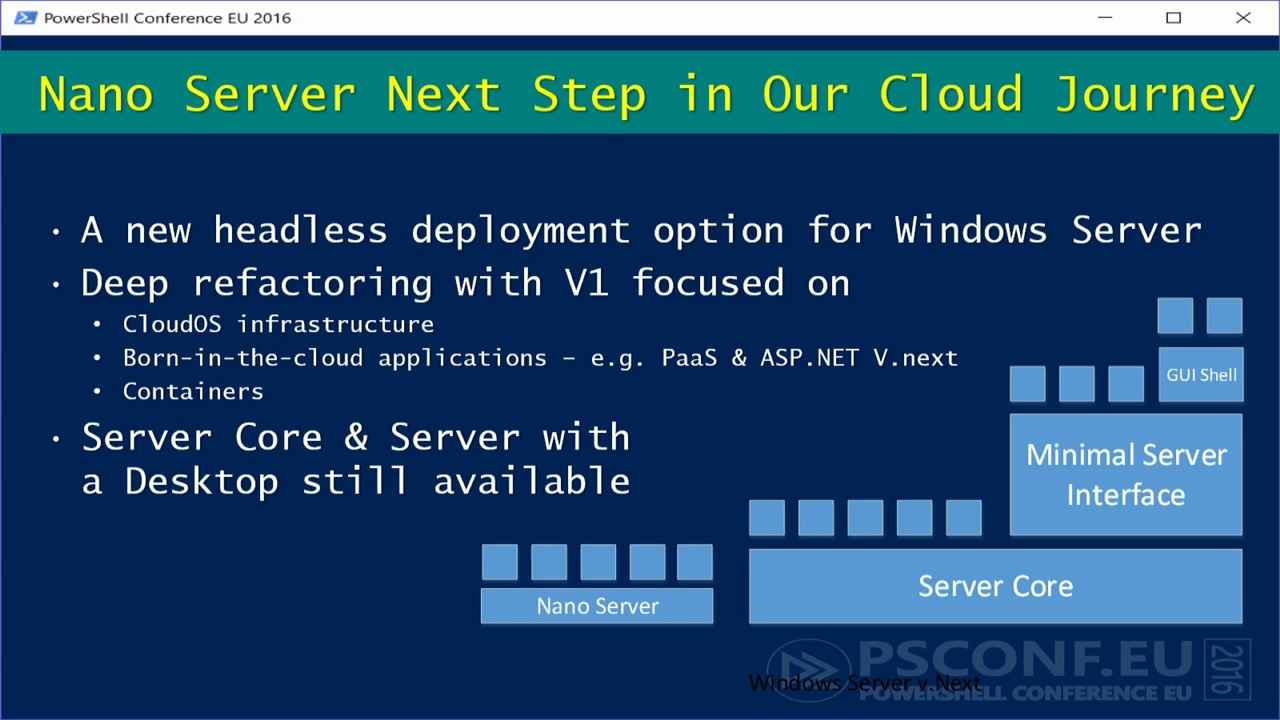 PowerShell Conference EU 2016
Nano Server Next Step in Our Cloud Journey
• A new headless deployment option for Windows Server
• Deep refactoring with V1 focused on
• CloudOS infrastructure
• Born-in-the-cloud applications – e.g. PaaS & ASP.NET V.next
• Containers
• Server Core & Server with
a Desktop still available
GUI Shell
Minimal Server
Interface
Server Core
Nano Server
Windows Server v.Next
PSCONF.EU
POWERSHELL CONFERENCE EU
2016